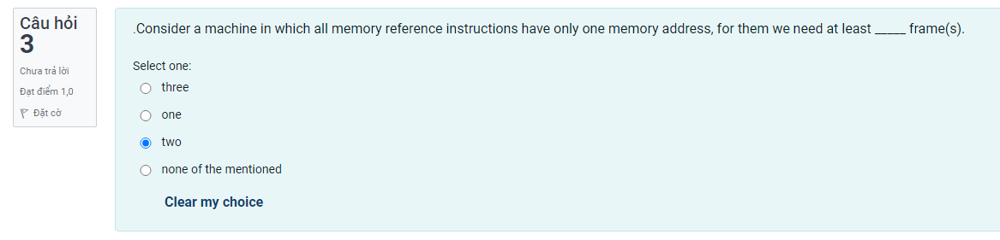 Câu hỏi
3
Chưa trả lời
Đạt điểm 1,0
Đặt cờ
.Consider a machine in which all memory reference instructions have only one memory address, for them we need at least _____ frame(s).
Select one:
three
one
two
none of the mentioned
Clear my choice